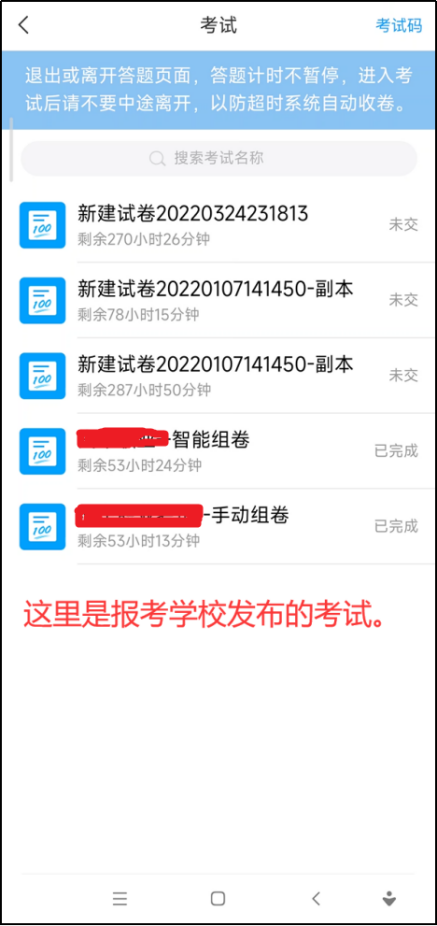 考试
考试码
退出或离开答题页面，答题计时不暂停，进入考
试后请不要中途离开，以防超时系统自动收卷。
搜索考试名称
新建试卷20220324231813
剩余270小时26分钟
未交
新建试卷20220107141450-副本
剩余78小时15分钟
未交
新建试卷20220107141450-副本
剩余287小时50分钟
未交
-智能组卷
剩余53小时24分钟
已完成
-手动组卷
剩余53小时13分钟
已完成
这里是报考学校发布的考试。